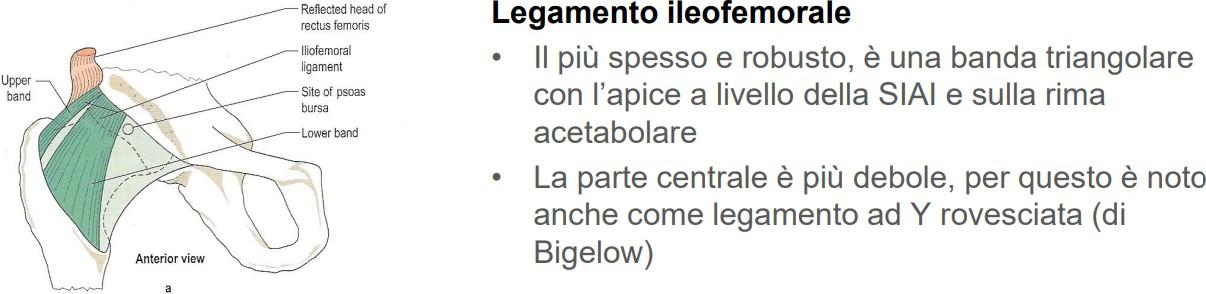 Reflected head of
rectus femoris
Iliofemoral
ligament
Upper
band
Site of psoas
bursa
Lower band
Anterior view
a
Legamento ileofemorale
• Il più spesso e robusto, è una banda triangolare
con l’apice a livello della SIAI e sulla rima
acetabolare
• La parte centrale è più debole, per questo è noto
anche come legamento ad Y rovesciata (di
Bigelow)